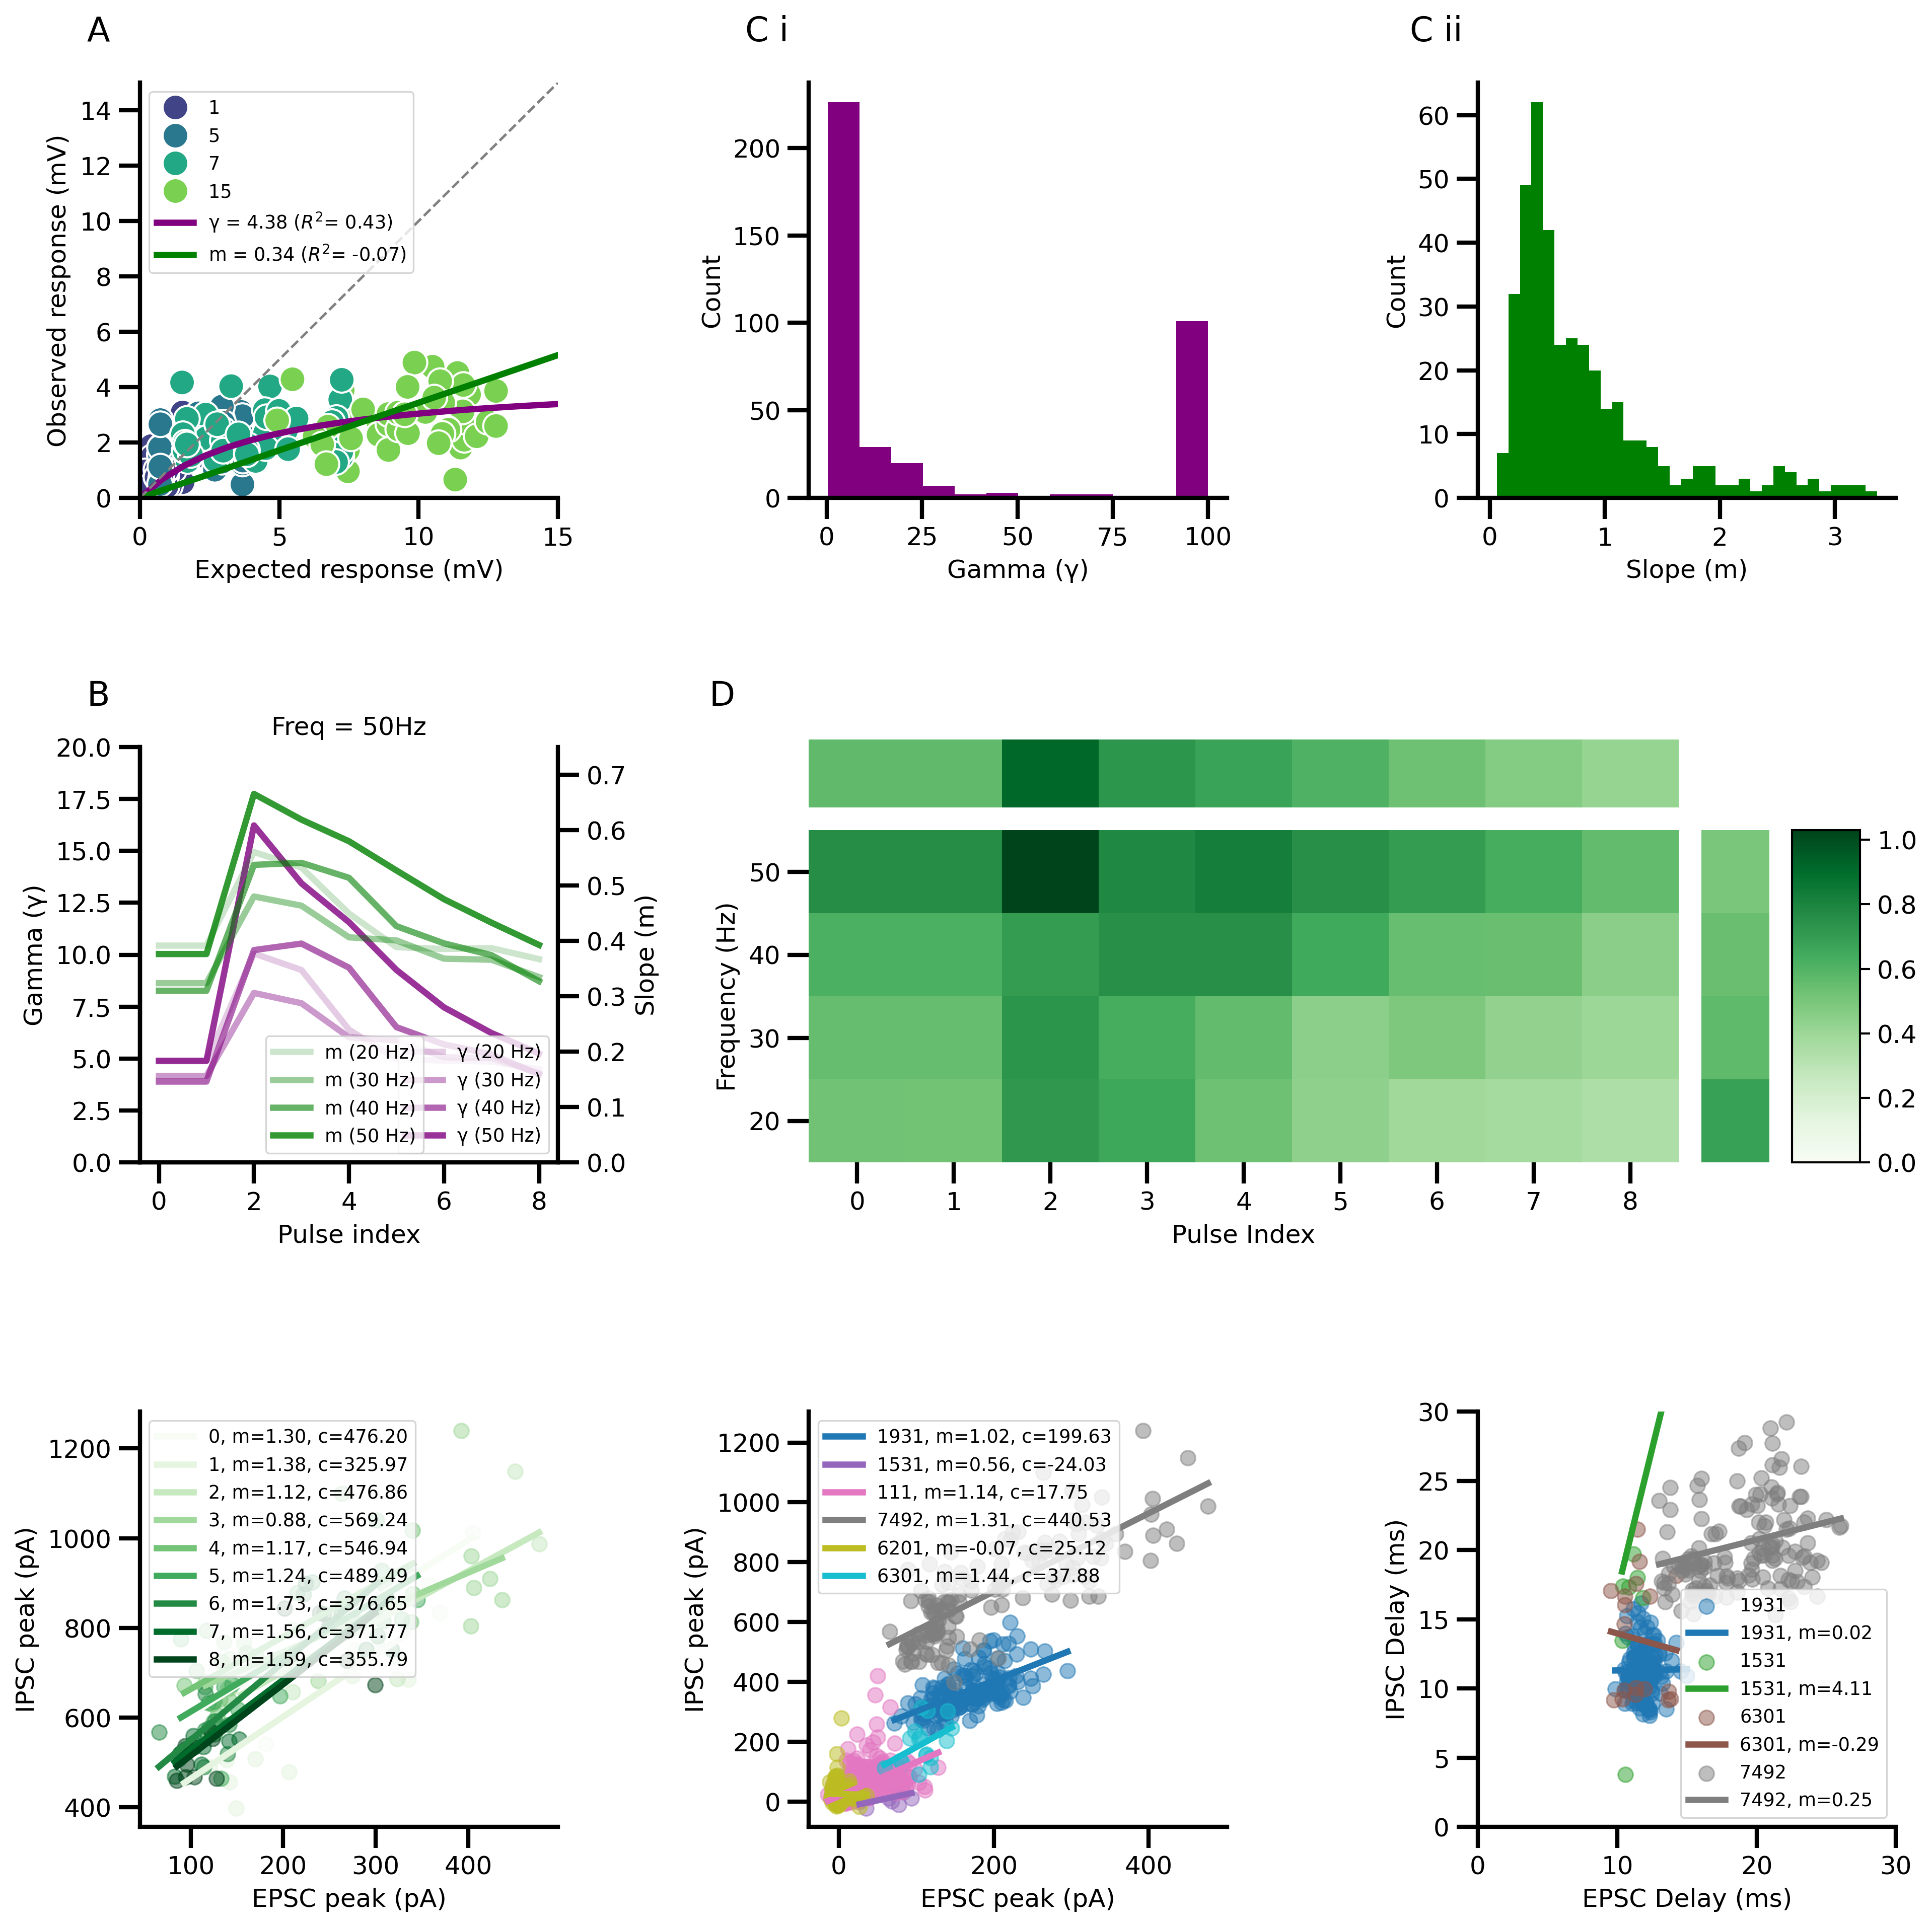 A
14
12
10
8
6
4
2
0
Observed response (mV)
1
5
7
15
γ = 4.38 (R²= 0.43)
m = 0.34 (R²= -0.07)
0 5 10 15
Expected response (mV)
C i
200
150
100
50
0
Count
0 25 50 75 100
Gamma (γ)
C ii
60
50
40
30
20
10
0
Count
0 1 2 3
Slope (m)
B
Freq = 50Hz
20.0
17.5
15.0
12.5
10.0
7.5
5.0
2.5
0.0
Gamma (γ)
0.7
0.6
0.5
0.4
0.3
0.2
0.1
0.0
Slope (m)
m (20 Hz)
m (30 Hz)
m (40 Hz)
m (50 Hz)
γ (20 Hz)
γ (30 Hz)
γ (40 Hz)
γ (50 Hz)
0 2 4 6 8
Pulse index
D
50
40
30
20
Frequency (Hz)
0 1 2 3 4 5 6 7 8
Pulse Index
1.0
0.8
0.6
0.4
0.2
0.0
1200
1000
800
600
400
IPSC peak (pA)
0, m=1.30, c=476.20
1, m=1.38, c=325.97
2, m=1.12, c=476.86
3, m=0.88, c=569.24
4, m=1.17, c=546.94
5, m=1.24, c=489.49
6, m=1.73, c=376.65
7, m=1.56, c=371.77
8, m=1.59, c=355.79
100 200 300 400
EPSC peak (pA)
1200
1000
800
600
400
200
0
IPSC peak (pA)
1931, m=1.02, c=199.63
1531, m=0.56, c=-24.03
111, m=1.14, c=17.75
7492, m=1.31, c=440.53
6201, m=-0.07, c=25.12
6301, m=1.44, c=37.88
0 200 400
EPSC peak (pA)
30
25
20
15
10
5
0
IPSC Delay (ms)
1931
1931, m=0.02
1531
1531, m=4.11
6301
6301, m=-0.29
7492
7492, m=0.25
0 10 20 30
EPSC Delay (ms)